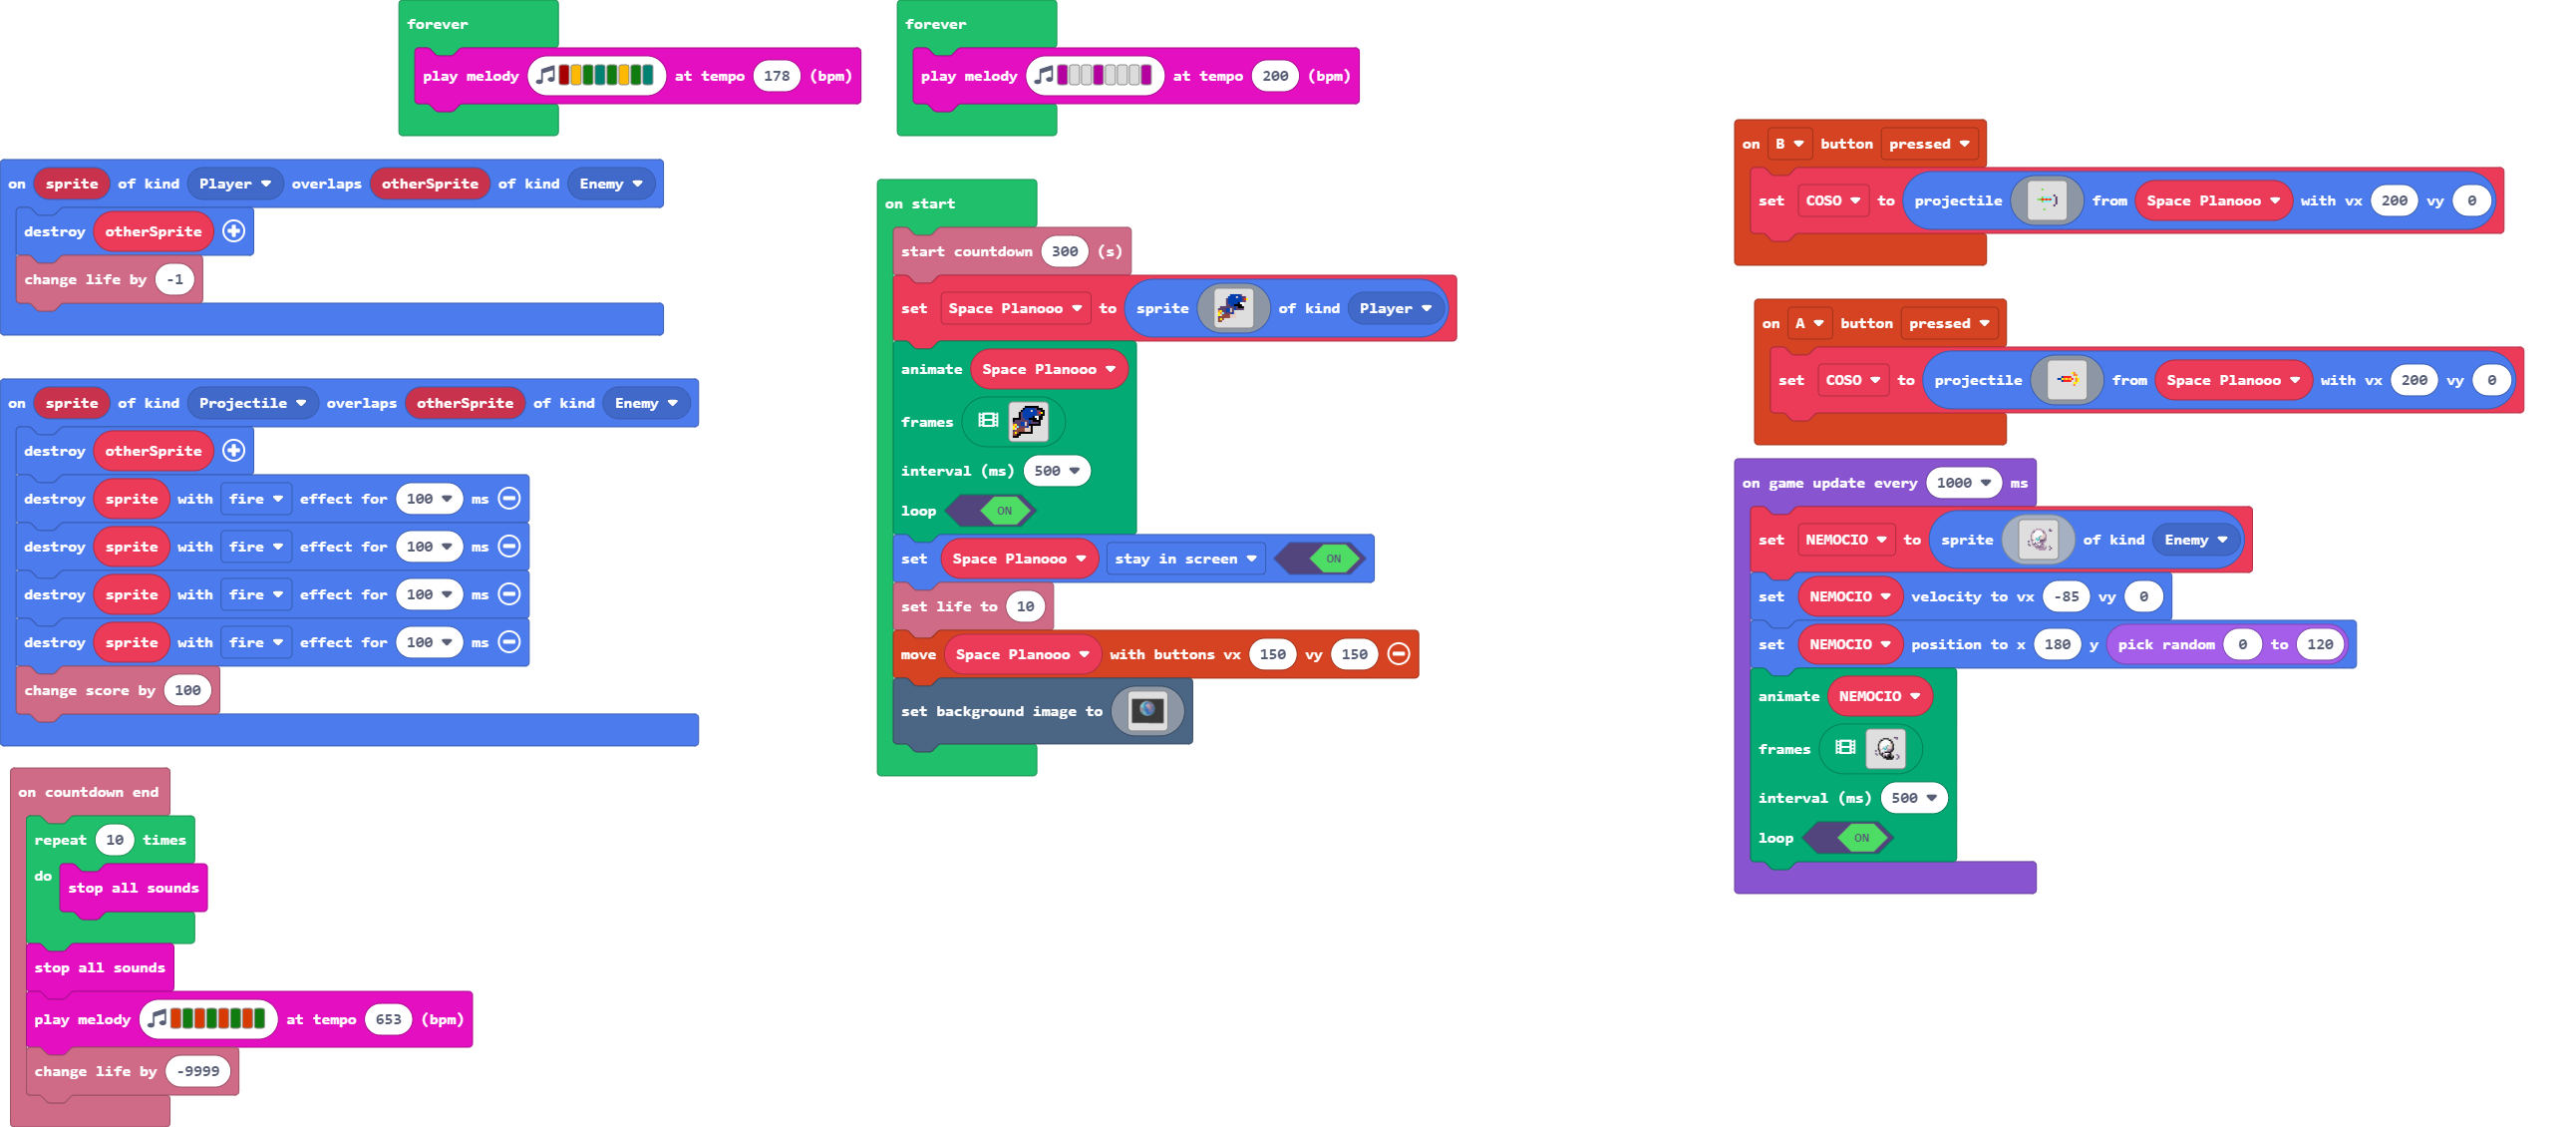 forever
play melody at tempo 178 (bpm)
forever
play melody at tempo 200 (bpm)
on sprite of kind Player overlaps otherSprite of kind Enemy
destroy otherSprite
change life by -1
on sprite of kind Projectile overlaps otherSprite of kind Enemy
destroy otherSprite
destroy sprite with fire effect for 100 ms
destroy sprite with fire effect for 100 ms
destroy sprite with fire effect for 100 ms
destroy sprite with fire effect for 100 ms
change score by 100
on countdown end
repeat 10 times
do
stop all sounds
stop all sounds
play melody at tempo 653 (bpm)
change life by -9999
on start
start countdown 300 (s)
set Space Planooo to sprite of kind Player
animate Space Planooo
frames
interval (ms) 500
loop ON
set Space Planooo stay in screen ON
set life to 10
move Space Planooo with buttons vx 150 vy 150
set background image to
on B button pressed
set COSO to projectile from Space Planooo with vx 200 vy 0
on A button pressed
set COSO to projectile from Space Planooo with vx 200 vy 0
on game update every 1000 ms
set NEMOCIO to sprite of kind Enemy
set NEMOCIO velocity to vx -85 vy 0
set NEMOCIO position to x 180 y pick random 0 to 120
animate NEMOCIO
frames
interval (ms) 500
loop ON